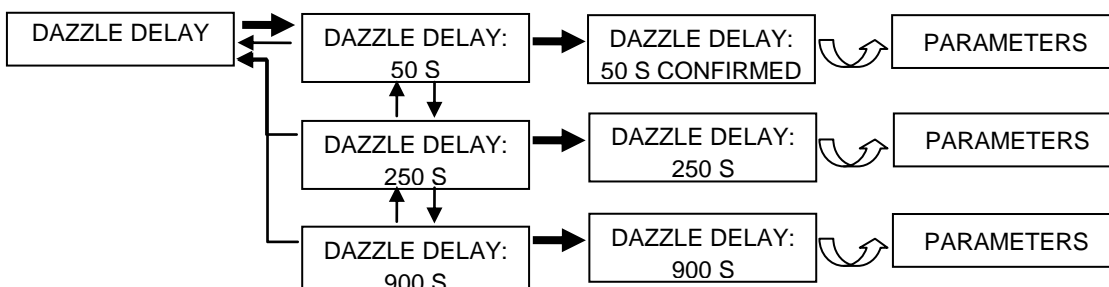 DAZZLE DELAY
DAZZLE DELAY:
50 S
DAZZLE DELAY:
50 S CONFIRMED
PARAMETERS
DAZZLE DELAY:
250 S
DAZZLE DELAY:
250 S
PARAMETERS
DAZZLE DELAY:
900 S
DAZZLE DELAY:
900 S
PARAMETERS